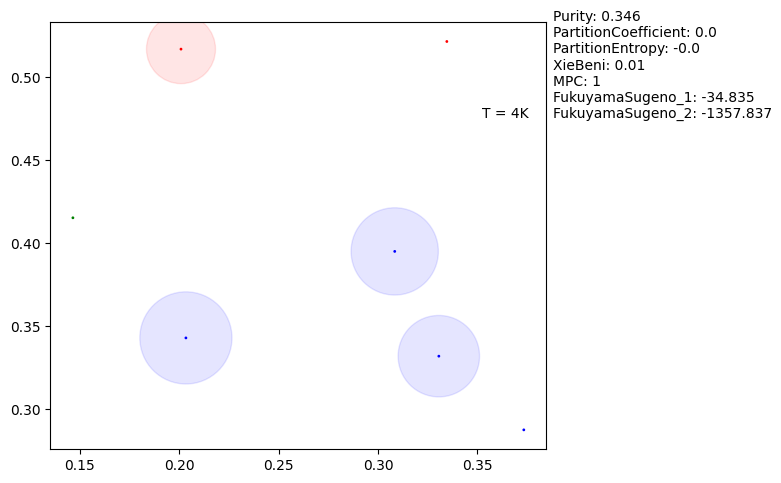 Purity: 0.346
PartitionCoefficient: 0.0
PartitionEntropy: -0.0
XieBeni: 0.01
MPC: 1
FukuyamaSugeno_1: -34.835
FukuyamaSugeno_2: -1357.837
T = 4K
0.50
0.45
0.40
0.35
0.30
0.15 0.20 0.25 0.30 0.35